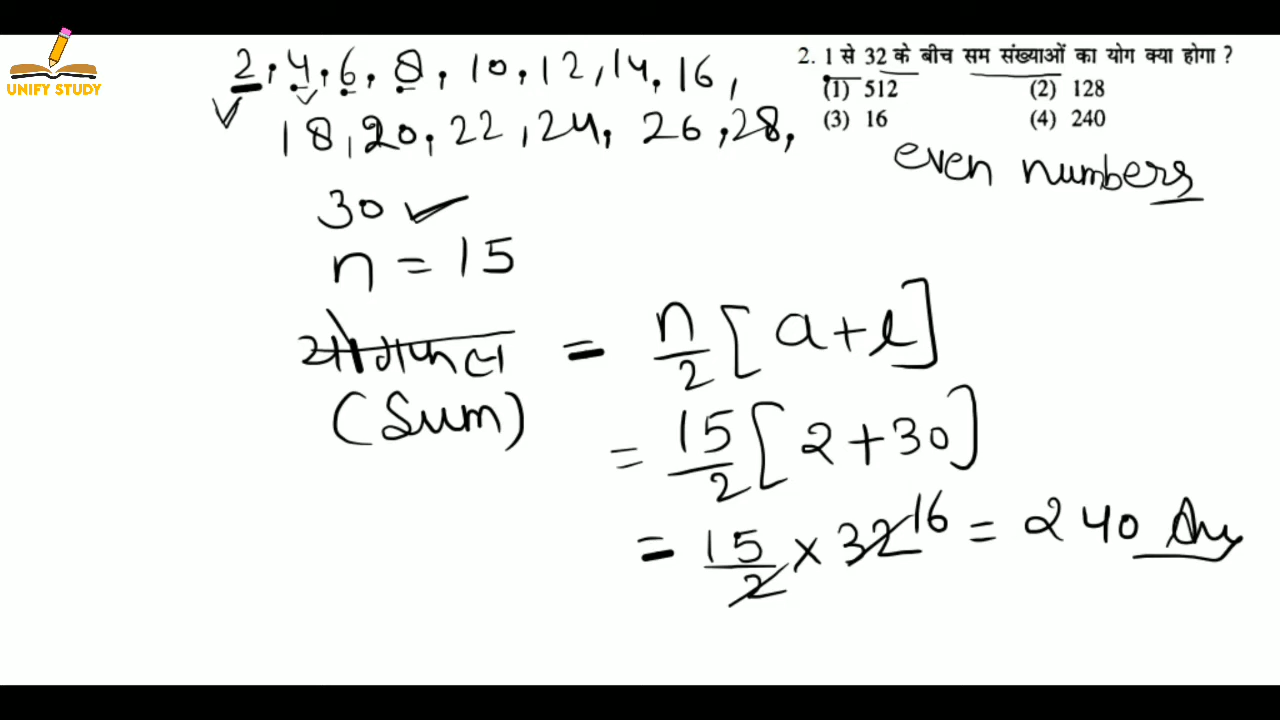 UNIFY STUDY
2, 4, 6, 8, 10, 12, 14, 16,
18, 20, 22, 24, 26, 28,
30 ✓
n = 15
2. 1 से 32 के बीच सम संख्याओं का योग क्या होगा ?
(1) 512 (2) 128
(3) 16 (4) 240
even numbers
योगफल = n/2 [a+l]
(Sum)
= 15/2 [2+30]
= 15/2 × 32 16 = 240 Ans